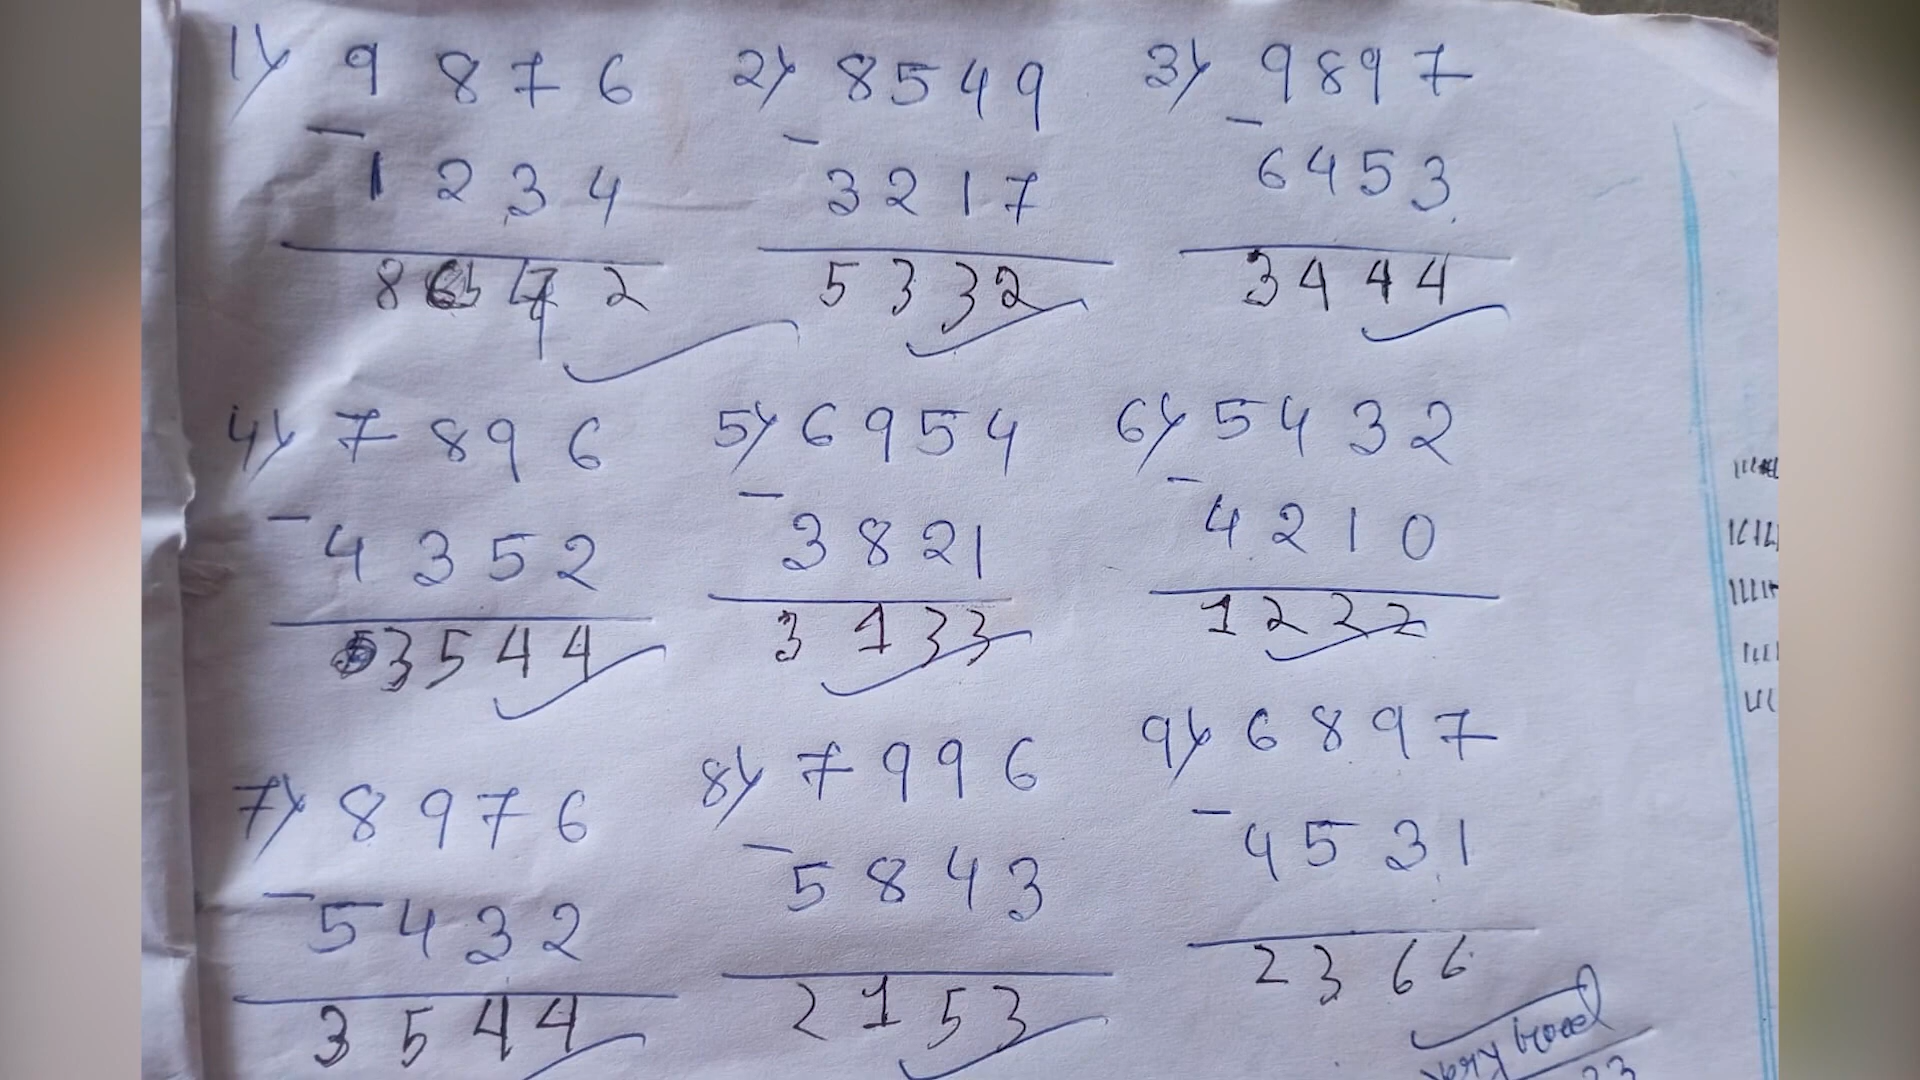 1) 9876 2) 8549 3) 9897
- - -
1234 3217 6453
8642 5332 3444
4) 7896 5) 6954 6) 5432
- - -
4352 3821 4210
3544 3133 1222
7) 8976 8) 7996 9) 6897
- - -
5432 5843 4531
3544 2153 2366
Very Good